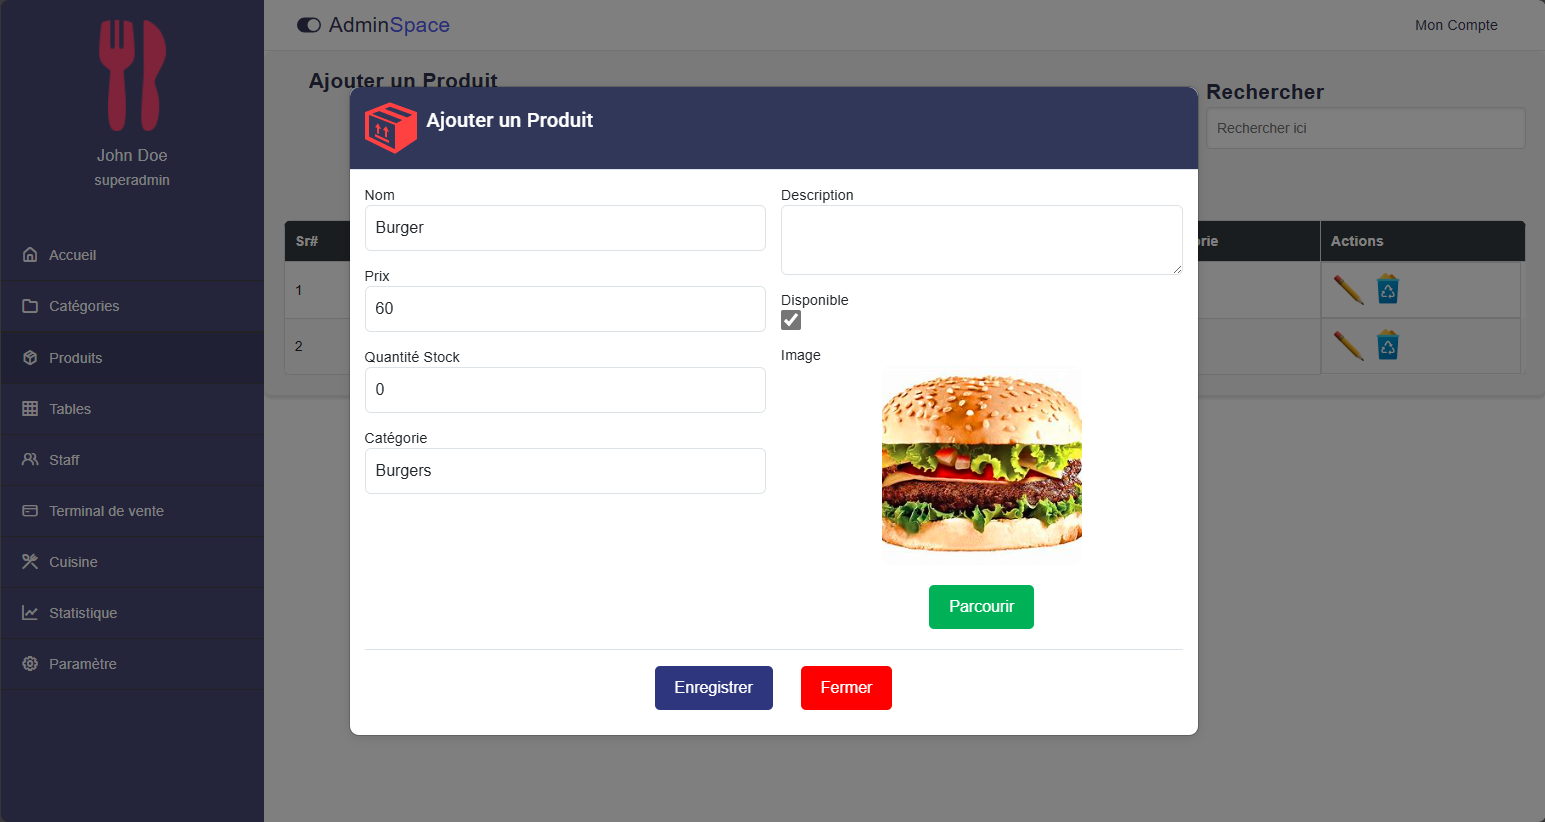 John Doe
superadmin
Accueil
Catégories
Produits
Tables
Staff
Terminal de vente
Cuisine
Statistique
Paramètre
AdminSpace
Mon Compte
Ajouter un Produit
Rechercher
Rechercher ici
Sr#
Actions
1
2
Ajouter un Produit
Nom
Burger
Prix
60
Quantité Stock
0
Catégorie
Burgers
Description
Disponible
Image
Parcourir
Enregistrer
Fermer